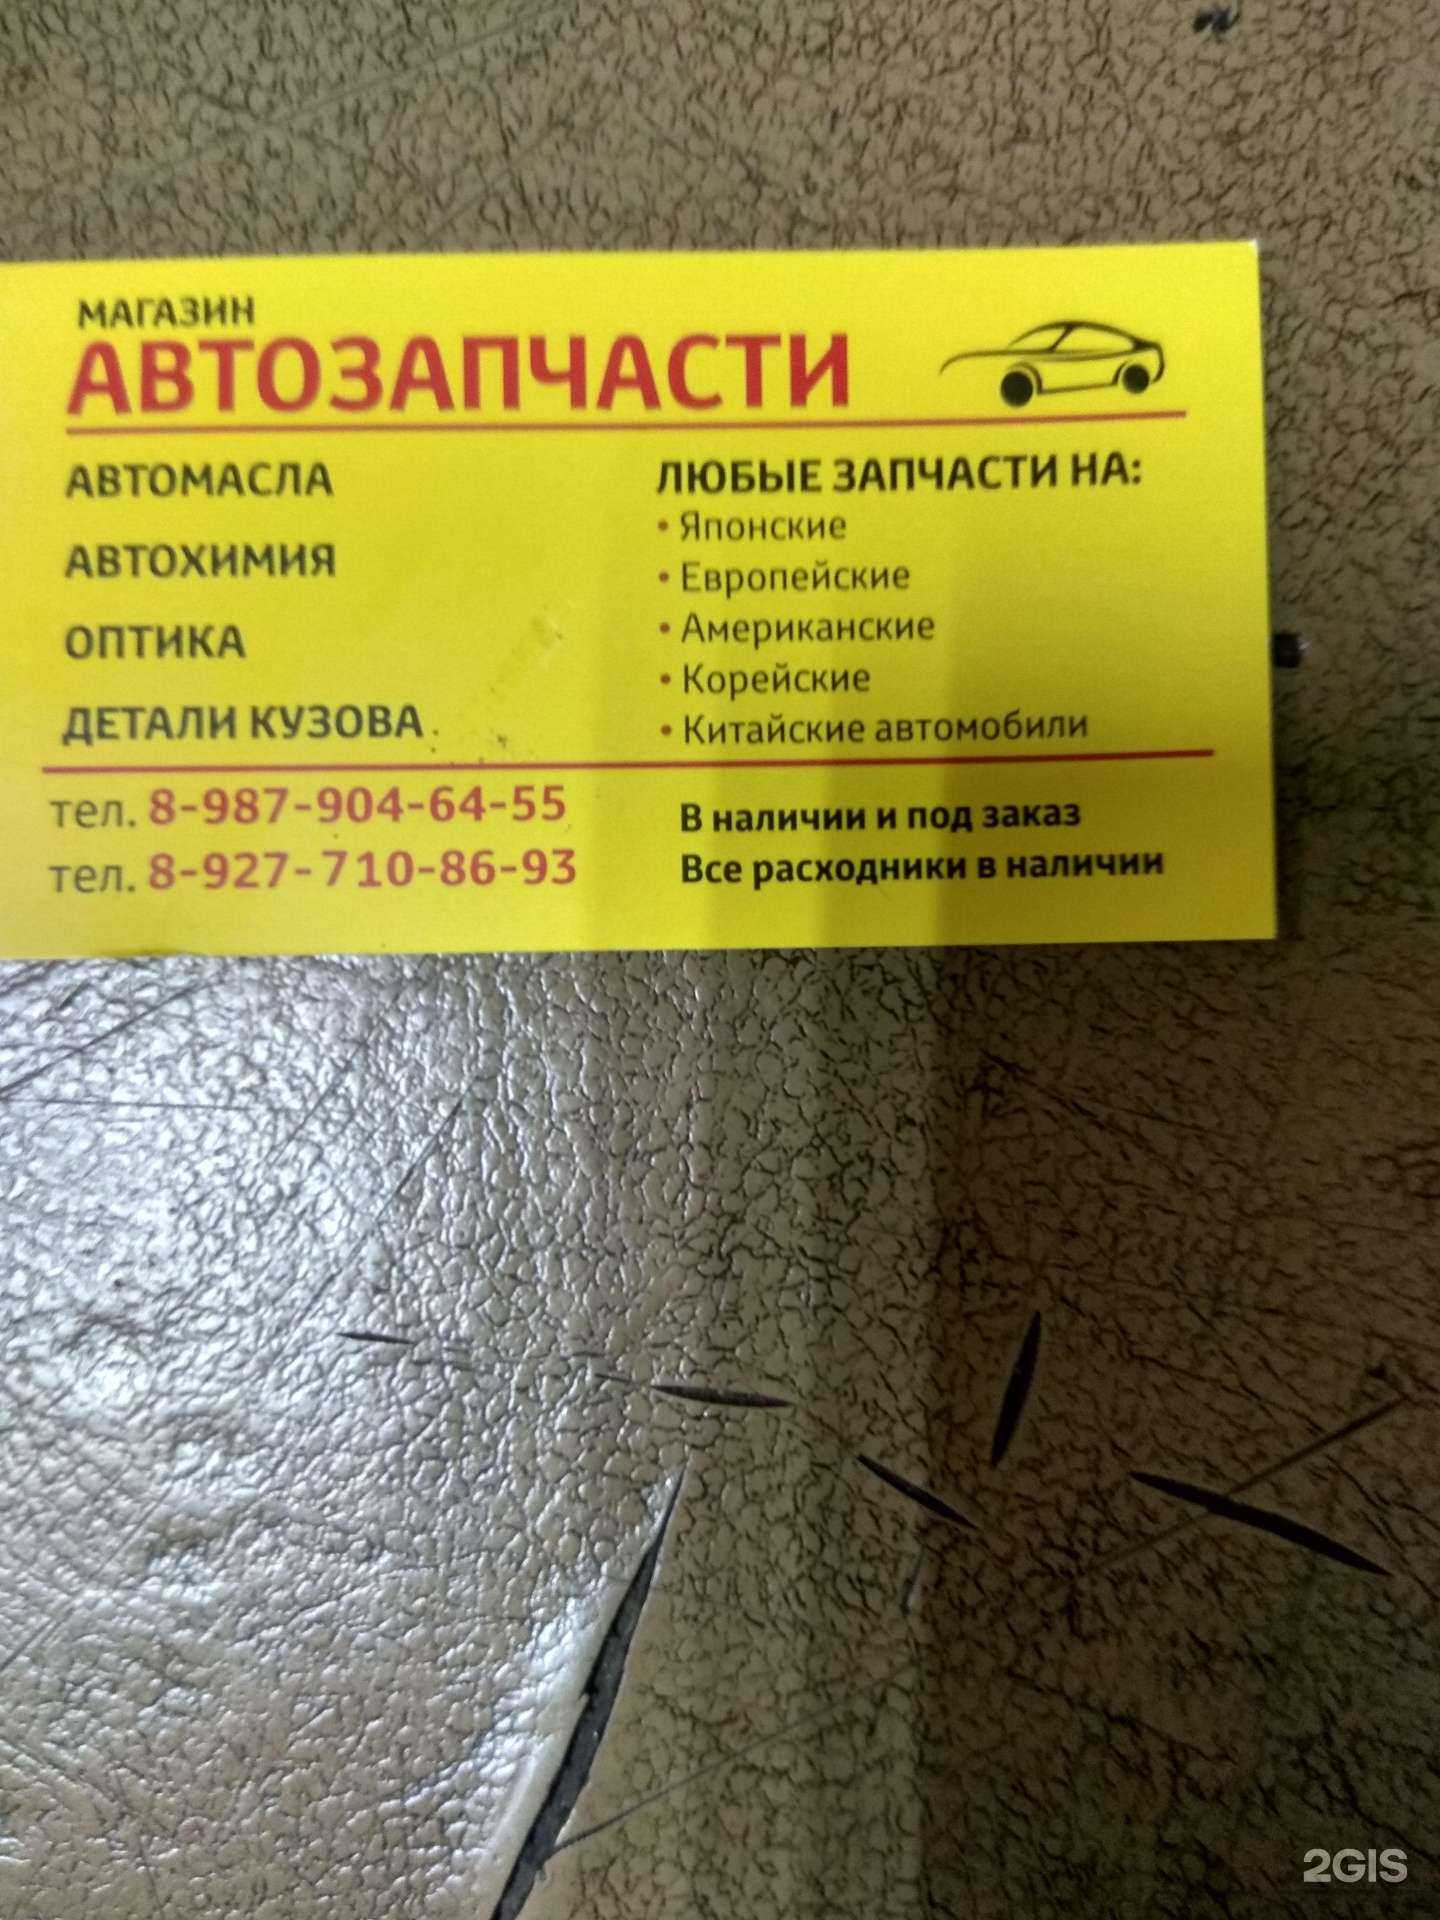 МАГАЗИН
АВТОЗАПЧАСТИ
АВТОМАСЛА
АВТОХИМИЯ
ОПТИКА
ДЕТАЛИ КУЗОВА
ЛЮБЫЕ ЗАПЧАСТИ НА:
• Японские
• Европейские
• Американские
• Корейские
• Китайские автомобили
тел. 8-987-904-64-55
тел. 8-927-710-86-93
В наличии и под заказ
Все расходники в наличии
2GIS